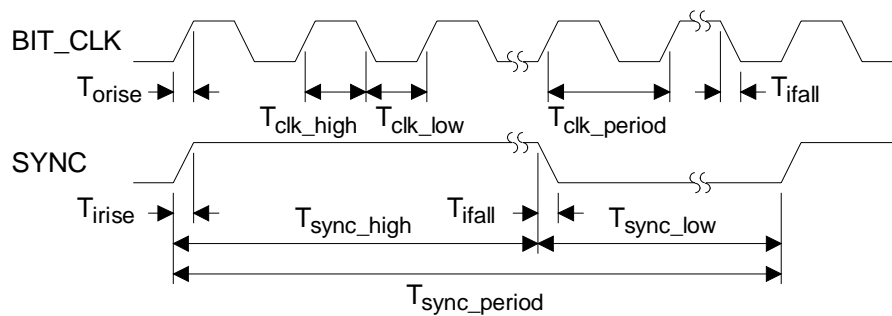 BIT_CLK
Torise
Tclk_high
Tclk_low
Tclk_period
Tifall
SYNC
Tirise
Tsync_high
Tifall
Tsync_low
Tsync_period